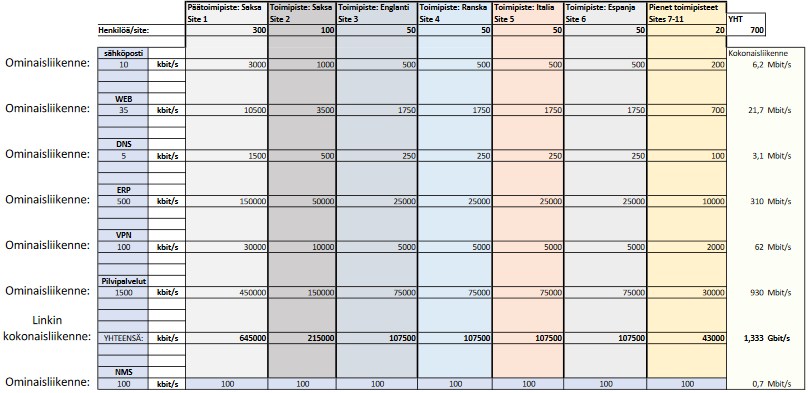 Päätoimipiste: Saksa Toimipiste: Saksa Toimipiste: Englanti Toimipiste: Ranska Toimipiste: Italia Toimipiste: Espanja Pienet toimipisteet
Site 1 Site 2 Site 3 Site 4 Site 5 Site 6 Sites 7-11 YHT
Henkilöä/site: 300 100 50 50 50 50 20 700
sähköposti Kokonaisliikenne
Ominaisliikenne: 10 kbit/s 3000 1000 500 500 500 500 200 6,2 Mbit/s
WEB
Ominaisliikenne: 35 kbit/s 10500 3500 1750 1750 1750 1750 700 21,7 Mbit/s
DNS
Ominaisliikenne: 5 kbit/s 1500 500 250 250 250 250 100 3,1 Mbit/s
ERP
Ominaisliikenne: 500 kbit/s 150000 50000 25000 25000 25000 25000 10000 310 Mbit/s
VPN
Ominaisliikenne: 100 kbit/s 30000 10000 5000 5000 5000 5000 2000 62 Mbit/s
Pilvipalvelut
Ominaisliikenne: 1500 kbit/s 450000 150000 75000 75000 75000 75000 30000 930 Mbit/s
Linkin
kokonaisliikenne: YHTEENSÄ: kbit/s 645000 215000 107500 107500 107500 107500 43000 1,333 Gbit/s
NMS
Ominaisliikenne: 100 kbit/s 100 100 100 100 100 100 100 0,7 Mbit/s